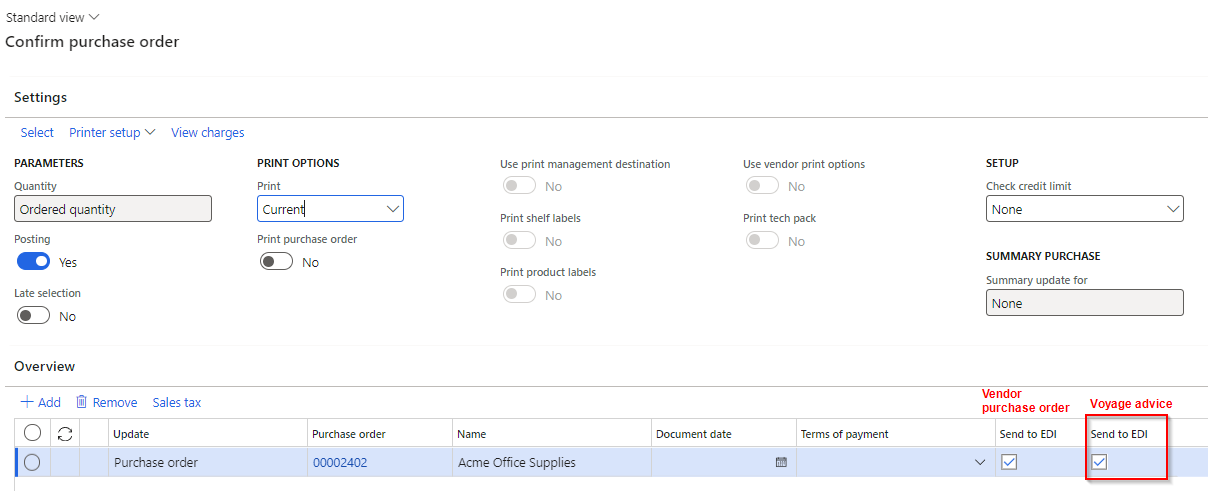 Standard view
Confirm purchase order
Settings
Select Printer setup View charges
PARAMETERS
Quantity
Ordered quantity
Posting
Yes
Late selection
No
PRINT OPTIONS
Print
Current
Print purchase order
No
Use print management destination
No
Print shelf labels
No
Print product labels
No
Use vendor print options
No
Print tech pack
No
SETUP
Check credit limit
None
SUMMARY PURCHASE
Summary update for
None
Overview
Add Remove Sales tax
Vendor
purchase order
Voyage advice
Update Purchase order Name Document date Terms of payment Send to EDI Send to EDI
Purchase order 00002402 Acme Office Supplies